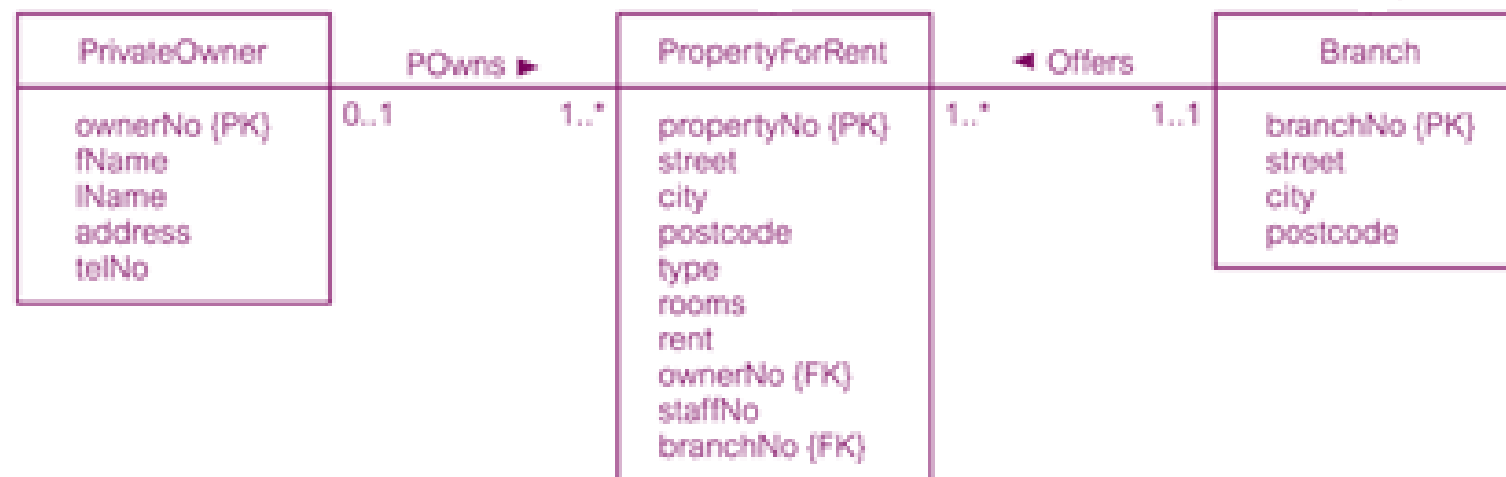 PrivateOwner
ownerNo {PK}
fName
lName
address
telNo
POwns ►
0..1
1..*
PropertyForRent
propertyNo {PK}
street
city
postcode
type
rooms
rent
ownerNo {FK}
staffNo
branchNo {FK}
◄ Offers
1..*
1..1
Branch
branchNo {PK}
street
city
postcode